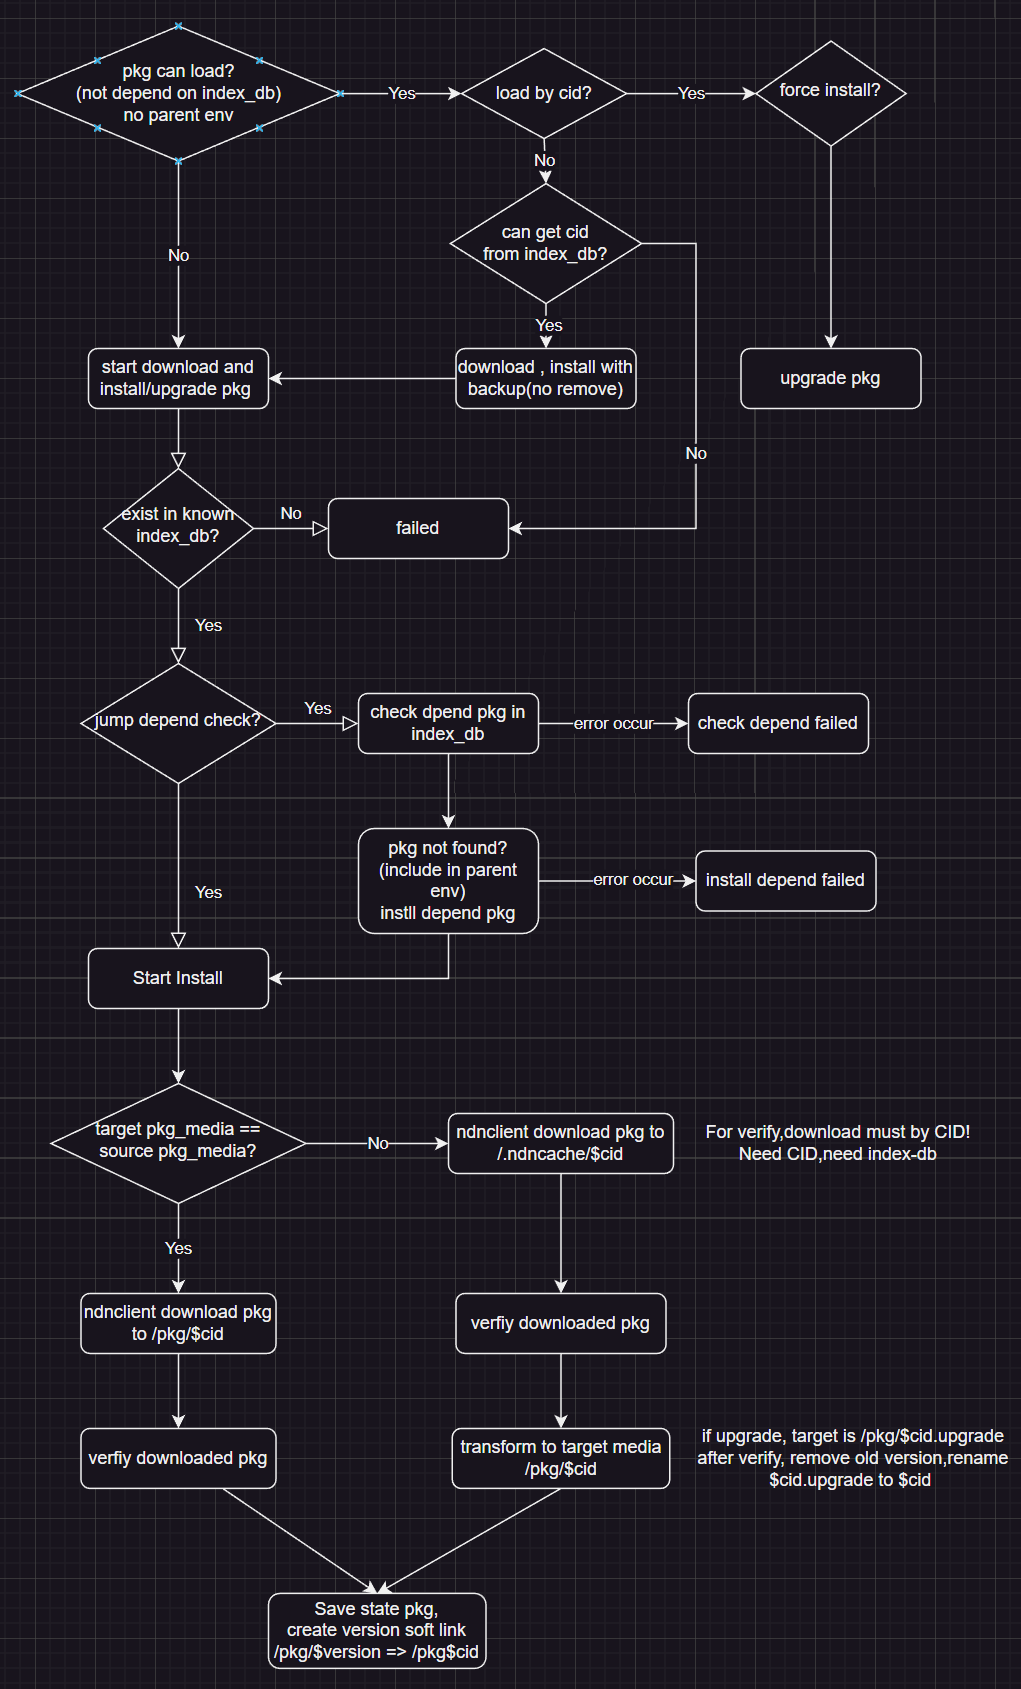 pkg can load?
(not depend on index_db)
no parent env
Yes
load by cid?
Yes
force install?
No
can get cid
from index_db?
No
Yes
start download and
install/upgrade pkg
download , install with
backup(no remove)
upgrade pkg
No
exist in known
index_db?
No
failed
Yes
jump depend check?
Yes
check dpend pkg in
index_db
error occur
check depend failed
pkg not found?
(include in parent
env)
instll depend pkg
error occur
install depend failed
Yes
Start Install
target pkg_media ==
source pkg_media?
No
ndnclient download pkg to
/.ndncache/$cid
For verify,download must by CID!
Need CID,need index-db
Yes
ndnclient download pkg
to /pkg/$cid
verfiy downloaded pkg
verfiy downloaded pkg
transform to target media
/pkg/$cid
if upgrade, target is /pkg/$cid.upgrade
after verify, remove old version,rename
$cid.upgrade to $cid
Save state pkg,
create version soft link
/pkg/$version => /pkg$cid